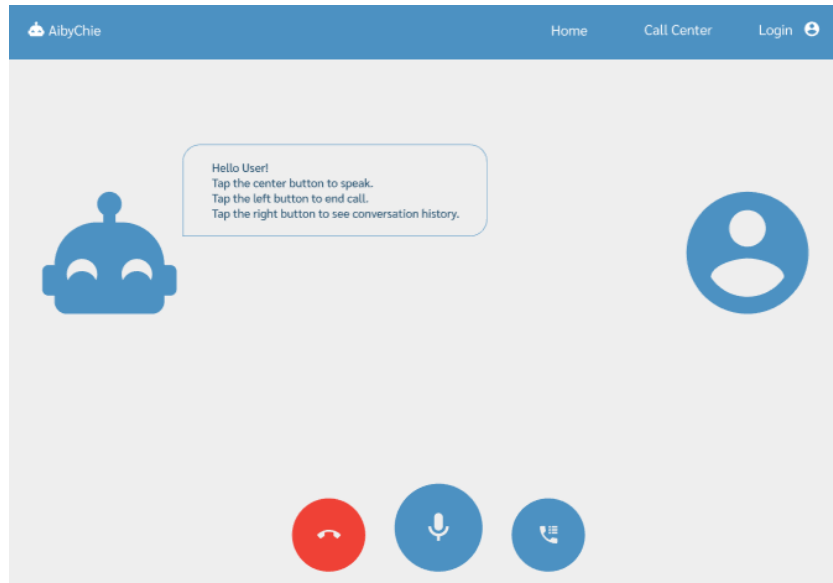 AibyChie
Home
Call Center
Login
Hello User!
Tap the center button to speak.
Tap the left button to end call.
Tap the right button to see conversation history.